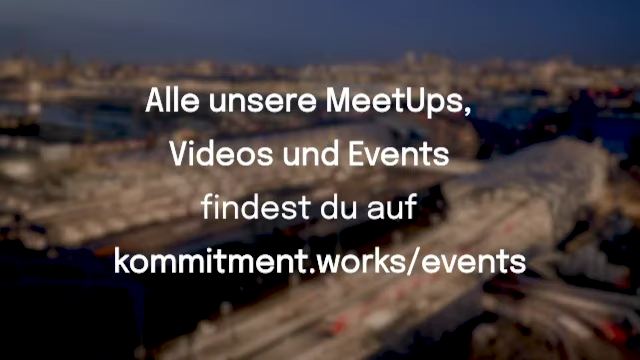 Alle unsere MeetUps,
Videos und Events
findest du auf
kommitment.works/events